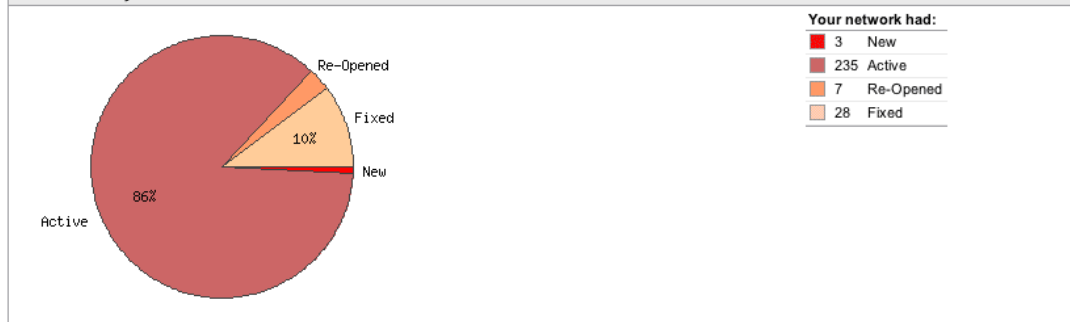 Your network had:
3 New
235 Active
7 Re-Opened
28 Fixed
Re-Opened
Fixed
10%
New
86%
Active